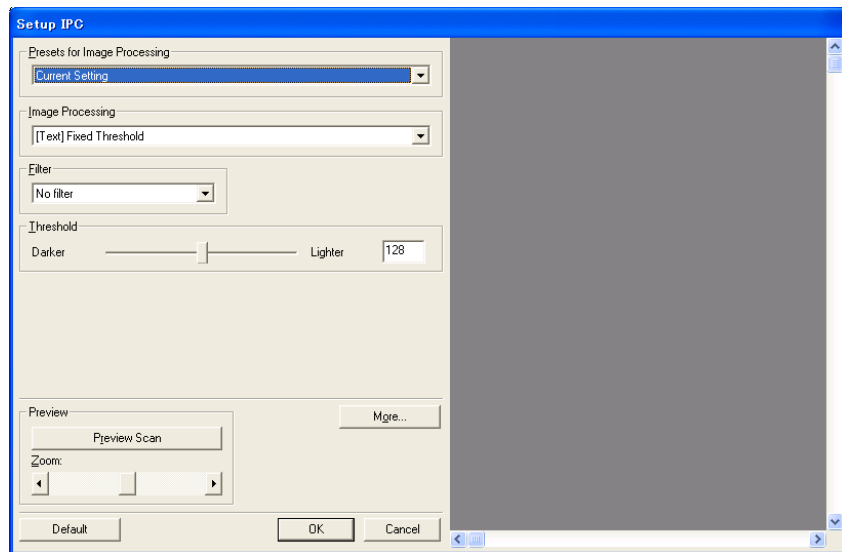 Setup IPC
Presets for Image Processing
Current Setting
Image Processing
[Text] Fixed Threshold
Filter
No filter
Threshold
Darker Lighter 128
Preview
More...
Preview Scan
Zoom:
Default OK Cancel